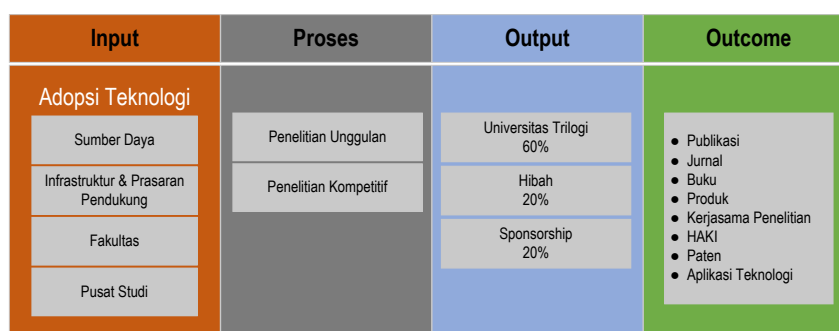 Input
Proses
Output
Outcome
Adopsi Teknologi
Sumber Daya
Infrastruktur & Prasaran
Pendukung
Fakultas
Pusat Studi
Penelitian Unggulan
Penelitian Kompetitif
Universitas Trilogi
60%
Hibah
20%
Sponsorship
20%
● Publikasi
● Jurnal
● Buku
● Produk
● Kerjasama Penelitian
● HAKI
● Paten
● Aplikasi Teknologi